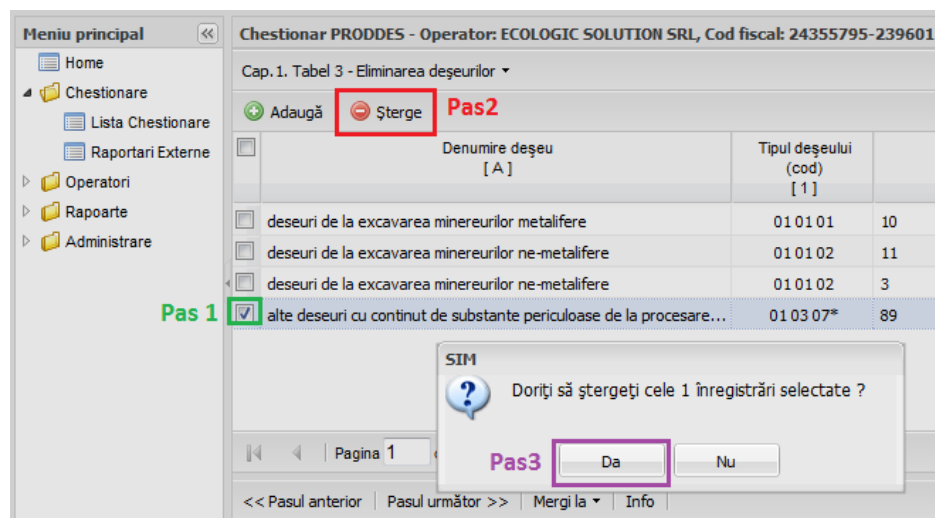 Meniu principal
Home
Chestionare
Lista Chestionare
Raportari Externe
Operatori
Rapoarte
Administrare
Chestionar PRODDES - Operator: ECOLOGIC SOLUTION SRL, Cod fiscal: 24355795-239601
Cap.1. Tabel 3 - Eliminarea deşeurilor
Adaugă Şterge Pas2
Denumire deşeu
[ A ]
Tipul deşeului
(cod)
[ 1 ]
deseuri de la excavarea minereurilor metalifere 01 01 01 10
deseuri de la excavarea minereurilor ne-metalifere 01 01 02 11
deseuri de la excavarea minereurilor ne-metalifere 01 01 02 3
Pas 1 alte deseuri cu continut de substante periculoase de la procesare... 01 03 07* 89
SIM
Doriţi să ştergeţi cele 1 înregistrări selectate ?
Pagina 1
Pas3 Da Nu
<< Pasul anterior Pasul următor >> Mergi la Info